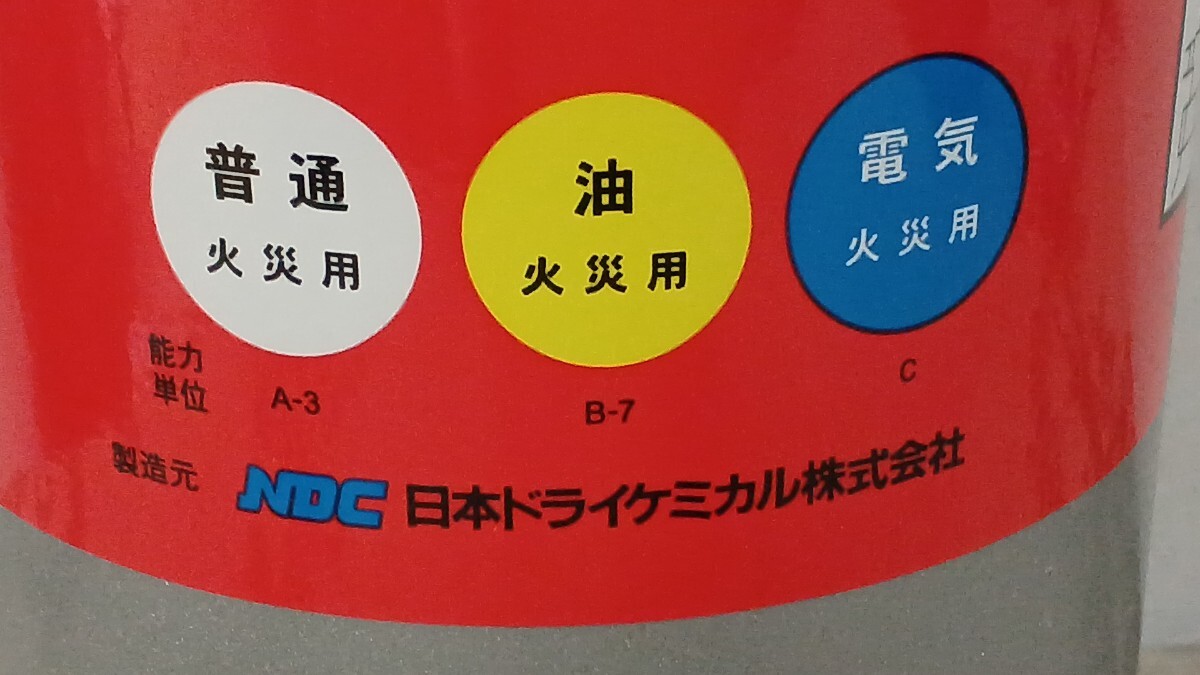 普通
火災用
油
火災用
電気
火災用
能力
単位
A-3
B-7
C
製造元
NDC 日本ドライケミカル株式会社